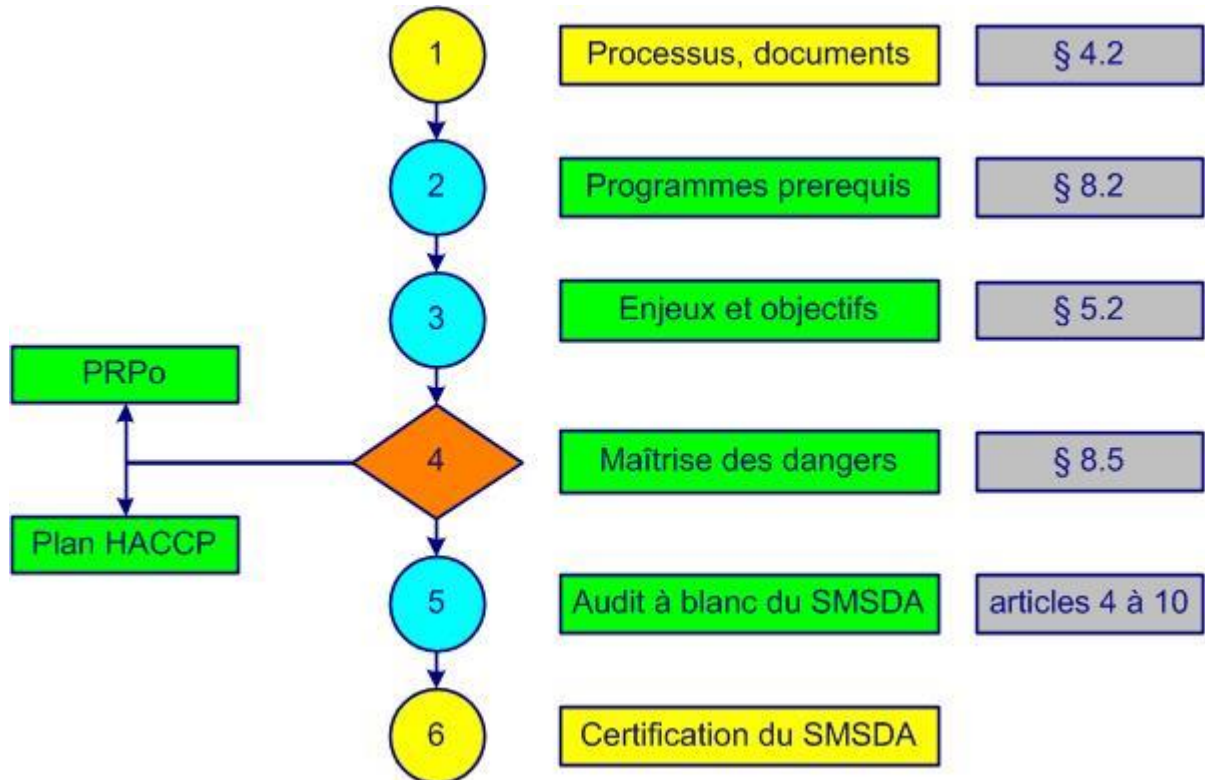 1 Processus, documents § 4.2
2 Programmes prerequis § 8.2
3 Enjeux et objectifs § 5.2
PRPo
4 Maîtrise des dangers § 8.5
Plan HACCP
5 Audit à blanc du SMSDA articles 4 à 10
6 Certification du SMSDA